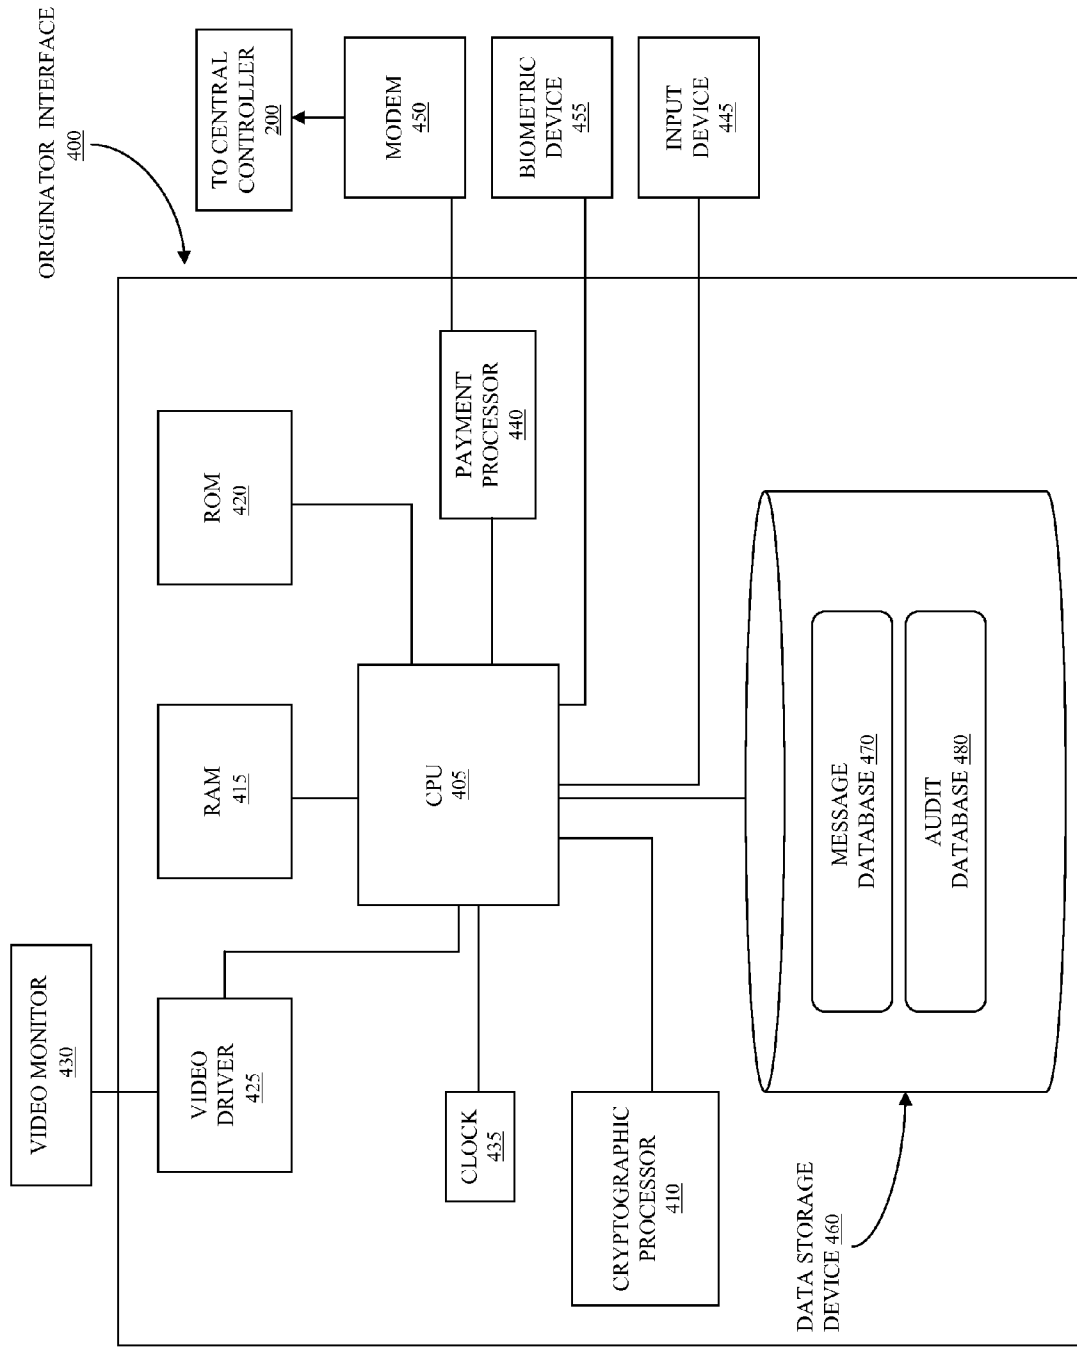 ORIGINATOR INTERFACE
400
VIDEO MONITOR
430
VIDEO
DRIVER
425
RAM
415
ROM
420
TO CENTRAL
CONTROLLER
200
MODEM
450
CLOCK
435
CPU
405
PAYMENT
PROCESSOR
440
BIOMETRIC
DEVICE
455
CRYPTOGRAPHIC
PROCESSOR
410
INPUT
DEVICE
445
DATA STORAGE
DEVICE 460
MESSAGE
DATABASE 470
AUDIT
DATABASE 480